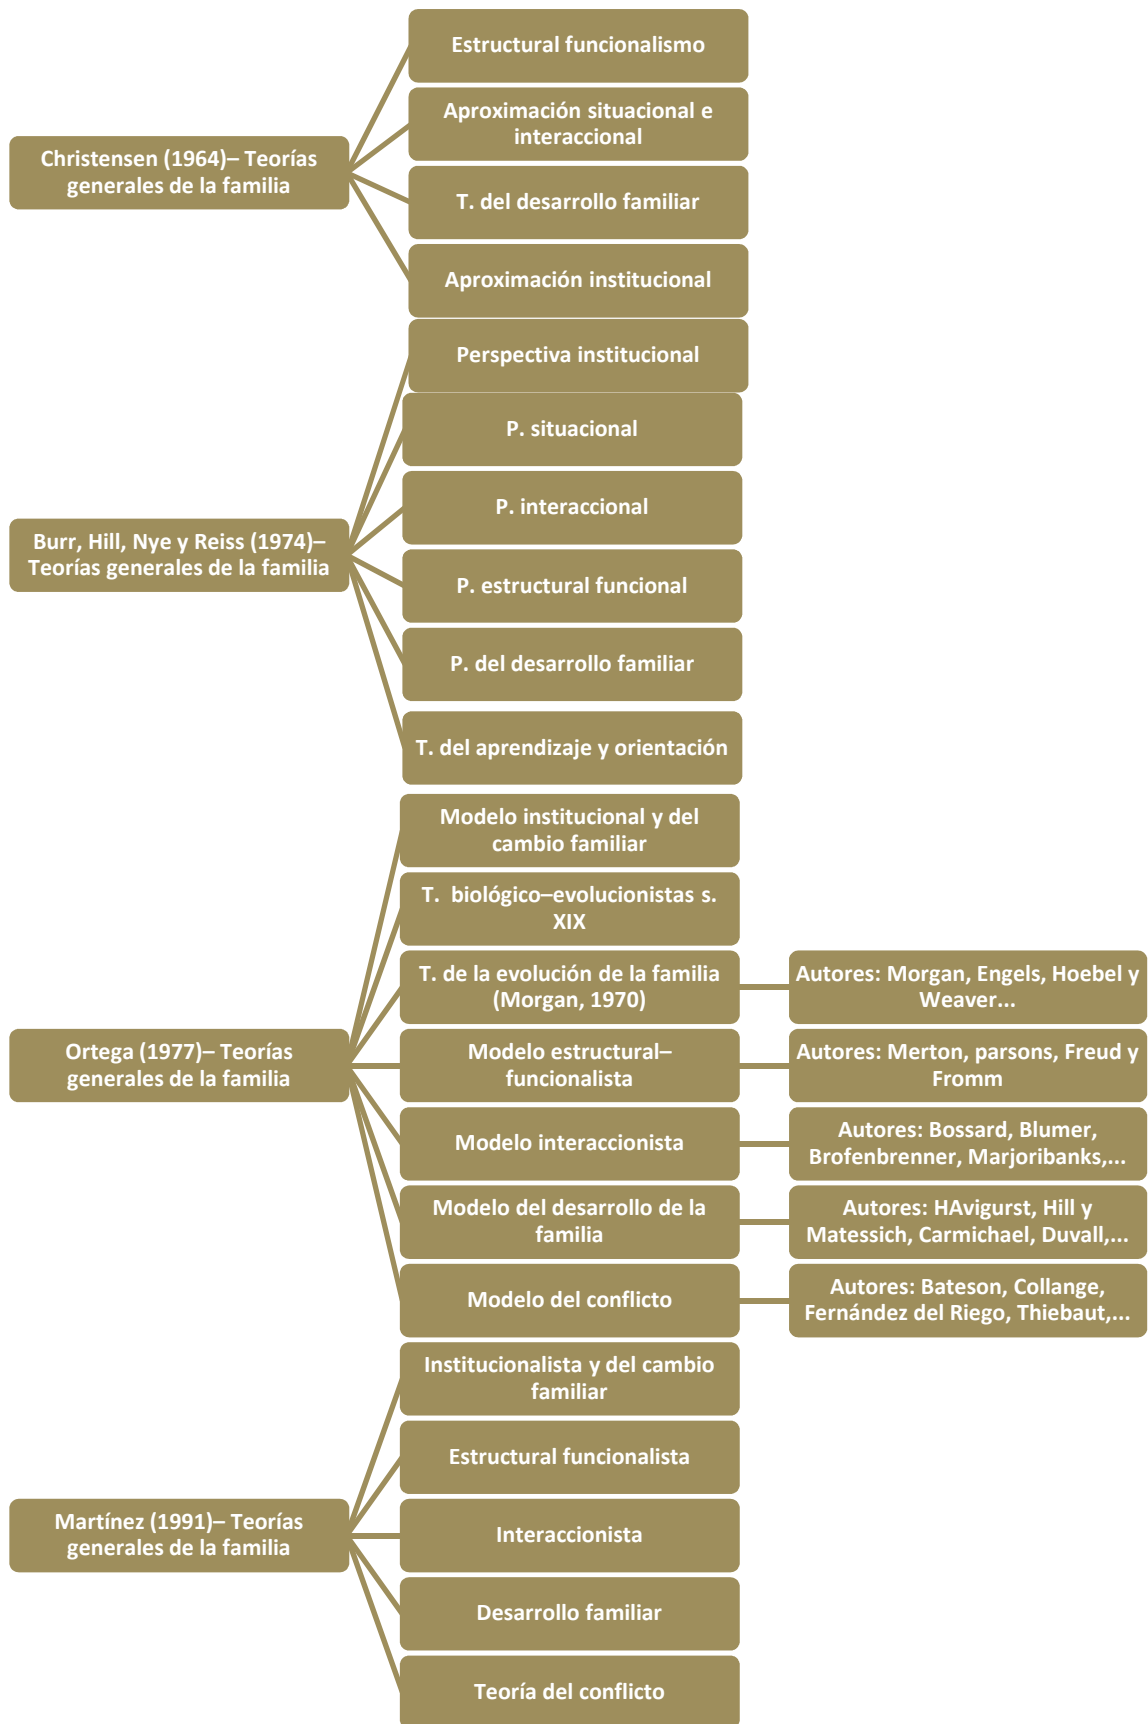 Christensen (1964)– Teorías
generales de la familia
Estructural funcionalismo
Aproximación situacional e
interaccional
T. del desarrollo familiar
Aproximación institucional
Burr, Hill, Nye y Reiss (1974)–
Teorías generales de la familia
Perspectiva institucional
P. situacional
P. interaccional
P. estructural funcional
P. del desarrollo familiar
T. del aprendizaje y orientación
Ortega (1977)– Teorías
generales de la familia
Modelo institucional y del
cambio familiar
T. biológico–evolucionistas s.
XIX
T. de la evolución de la familia
(Morgan, 1970)
Autores: Morgan, Engels, Hoebel y
Weaver...
Modelo estructural–
funcionalista
Autores: Merton, parsons, Freud y
Fromm
Modelo interaccionista
Autores: Bossard, Blumer,
Brofenbrenner, Marjoribanks,...
Modelo del desarrollo de la
familia
Autores: HAvigurst, Hill y
Matessich, Carmichael, Duvall,...
Modelo del conflicto
Autores: Bateson, Collange,
Fernández del Riego, Thiebaut,...
Martínez (1991)– Teorías
generales de la familia
Institucionalista y del cambio
familiar
Estructural funcionalista
Interaccionista
Desarrollo familiar
Teoría del conflicto